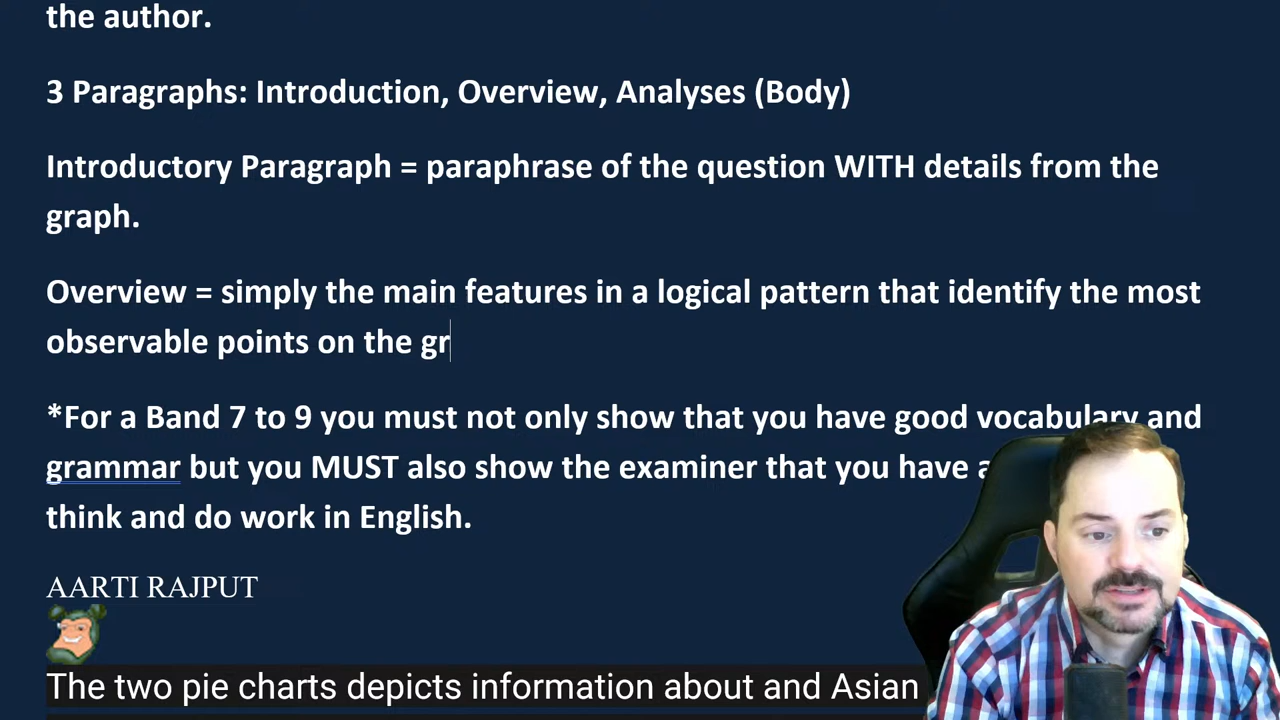 the author.
3 Paragraphs: Introduction, Overview, Analyses (Body)
Introductory Paragraph = paraphrase of the question WITH details from the
graph.
Overview = simply the main features in a logical pattern that identify the most
observable points on the gr
*For a Band 7 to 9 you must not only show that you have good vocabulary and
grammar but you MUST also show the examiner that you have a
think and do work in English.
AARTI RAJPUT
The two pie charts depicts information about and Asian